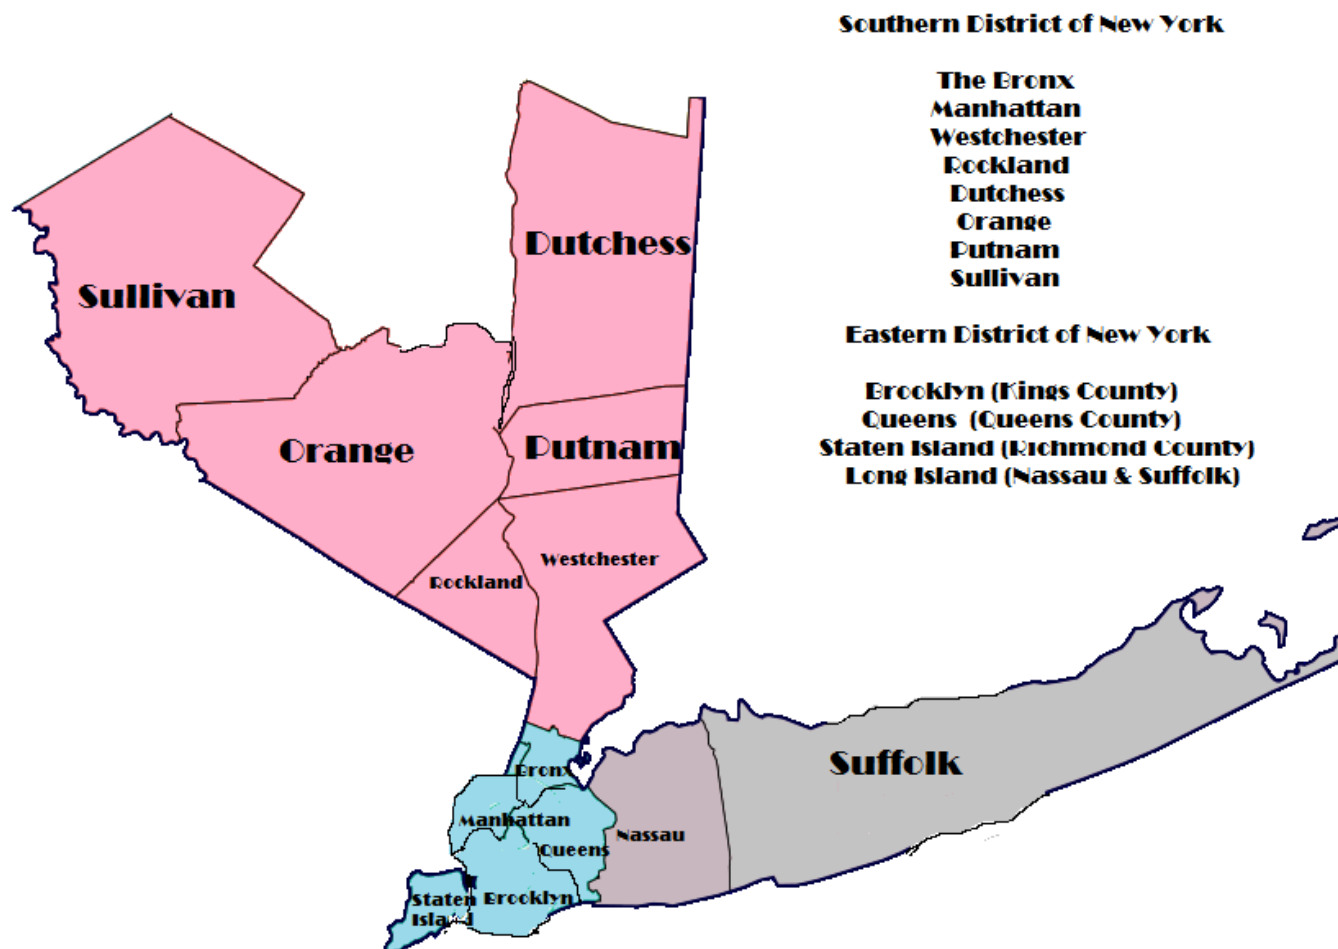 Southern District of New York
The Bronx
Manhattan
Westchester
Rockland
Dutchess
Orange
Putnam
Sullivan
Eastern District of New York
Brooklyn (Kings County)
Queens (Queens County)
Staten Island (Richmond County)
Long Island (Nassau & Suffolk)
Dutchess
Sullivan
Orange
Putnam
Westchester
Rockland
Suffolk
Bronx
Manhattan
Nassau
Queens
Brooklyn
Staten
Island